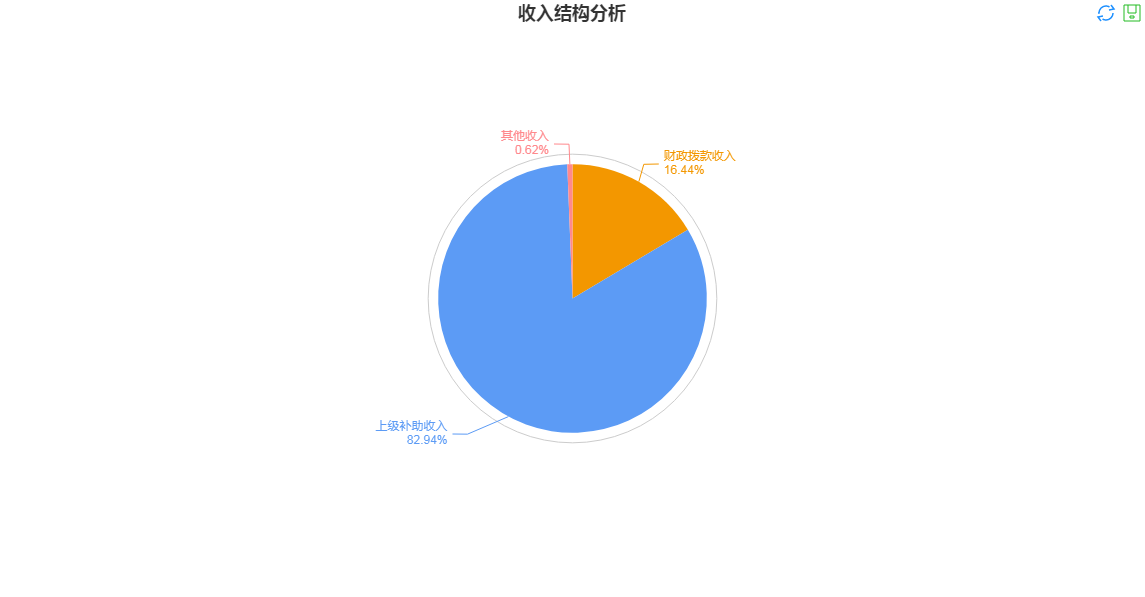 收入结构分析
其他收入
0.62%
财政拨款收入
16.44%
上级补助收入
82.94%